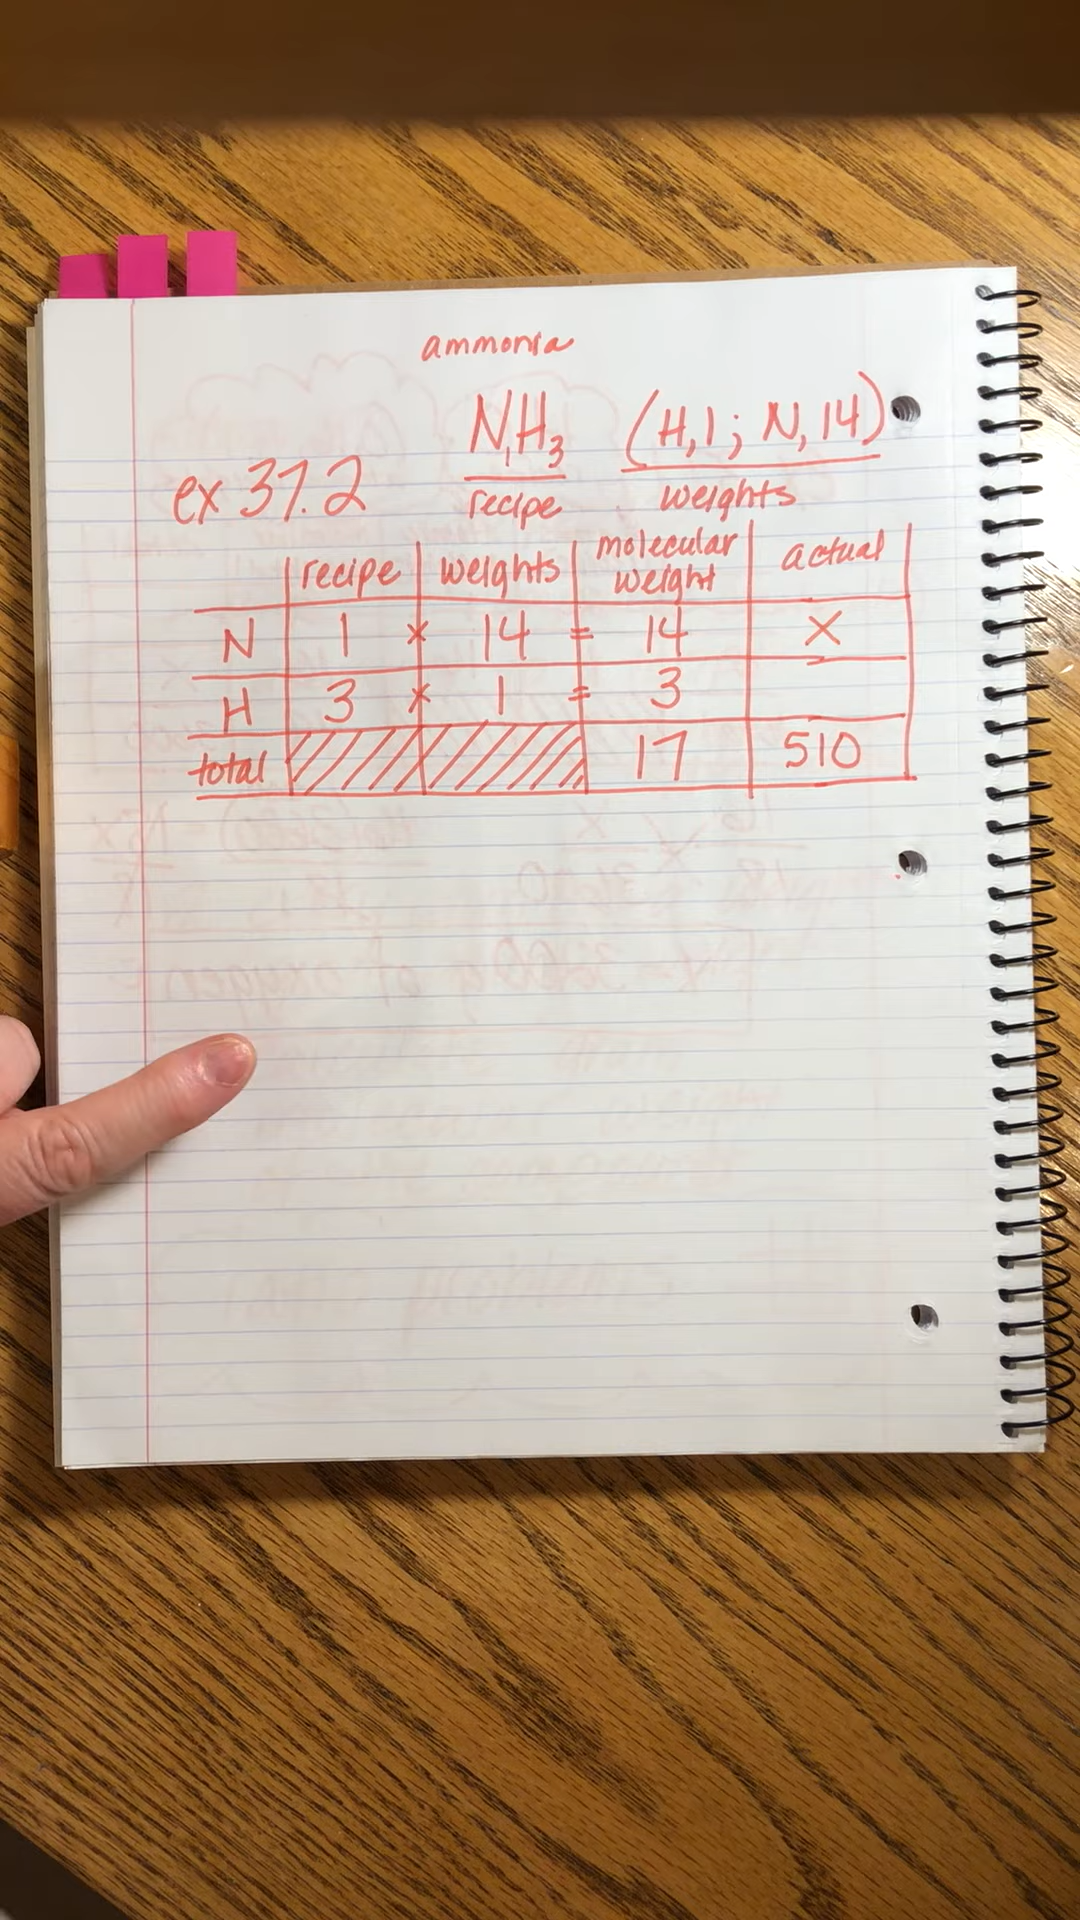 ammonia
N₁H₃ (H,1; N,14)
ex 37.2 recipe weights
recipe weights molecular weight actual
N 1 × 14 = 14 X
H 3 × 1 = 3
total 17 510